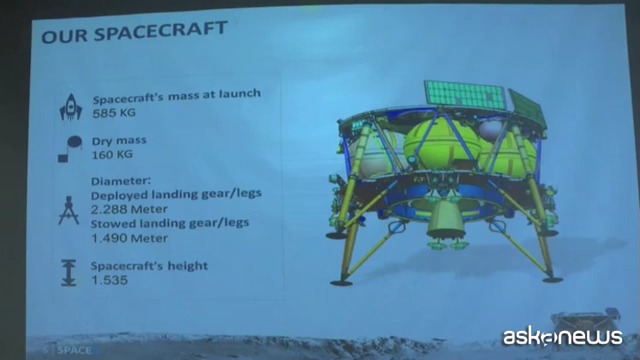 OUR SPACECRAFT
Spacecraft's mass at launch
585 KG
Dry mass
160 KG
Diameter:
Deployed landing gear/legs
2.288 Meter
Stowed landing gear/legs
1.490 Meter
Spacecraft's height
1.535
SPACE
askanews